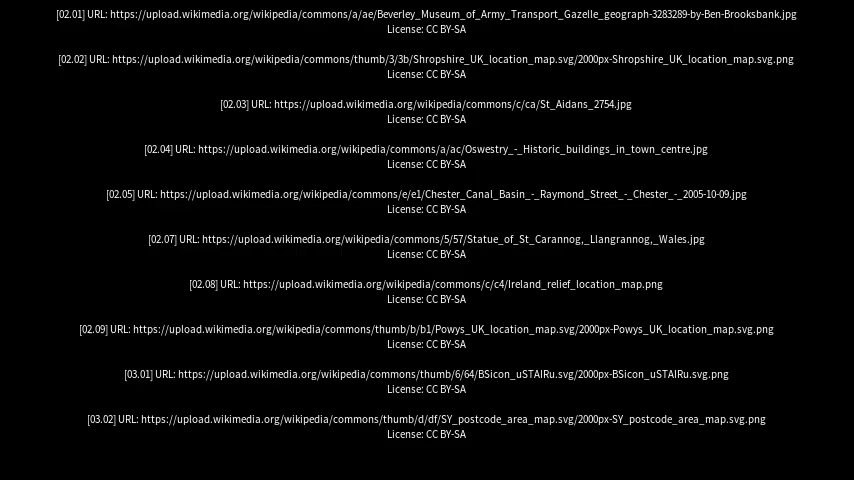 [02.01] URL: https://upload.wikimedia.org/wikipedia/commons/a/ae/Beverley_Museum_of_Army_Transport_Gazelle_geograph-3283289-by-Ben-Brooksbank.jpg
License: CC BY-SA
[02.02] URL: https://upload.wikimedia.org/wikipedia/commons/thumb/3/3b/Shropshire_UK_location_map.svg/2000px-Shropshire_UK_location_map.svg.png
License: CC BY-SA
[02.03] URL: https://upload.wikimedia.org/wikipedia/commons/c/ca/St_Aidans_2754.jpg
License: CC BY-SA
[02.04] URL: https://upload.wikimedia.org/wikipedia/commons/a/ac/Oswestry_-_Historic_buildings_in_town_centre.jpg
License: CC BY-SA
[02.05] URL: https://upload.wikimedia.org/wikipedia/commons/e/e1/Chester_Canal_Basin_-_Raymond_Street_-_Chester_-_2005-10-09.jpg
License: CC BY-SA
[02.07] URL: https://upload.wikimedia.org/wikipedia/commons/5/57/Statue_of_St_Carannog,_Llangrannog,_Wales.jpg
License: CC BY-SA
[02.08] URL: https://upload.wikimedia.org/wikipedia/commons/c/c4/Ireland_relief_location_map.png
License: CC BY-SA
[02.09] URL: https://upload.wikimedia.org/wikipedia/commons/thumb/b/b1/Powys_UK_location_map.svg/2000px-Powys_UK_location_map.svg.png
License: CC BY-SA
[03.01] URL: https://upload.wikimedia.org/wikipedia/commons/thumb/6/64/BSicon_uSTAIRu.svg/2000px-BSicon_uSTAIRu.svg.png
License: CC BY-SA
[03.02] URL: https://upload.wikimedia.org/wikipedia/commons/thumb/d/df/SY_postcode_area_map.svg/2000px-SY_postcode_area_map.svg.png
License: CC BY-SA